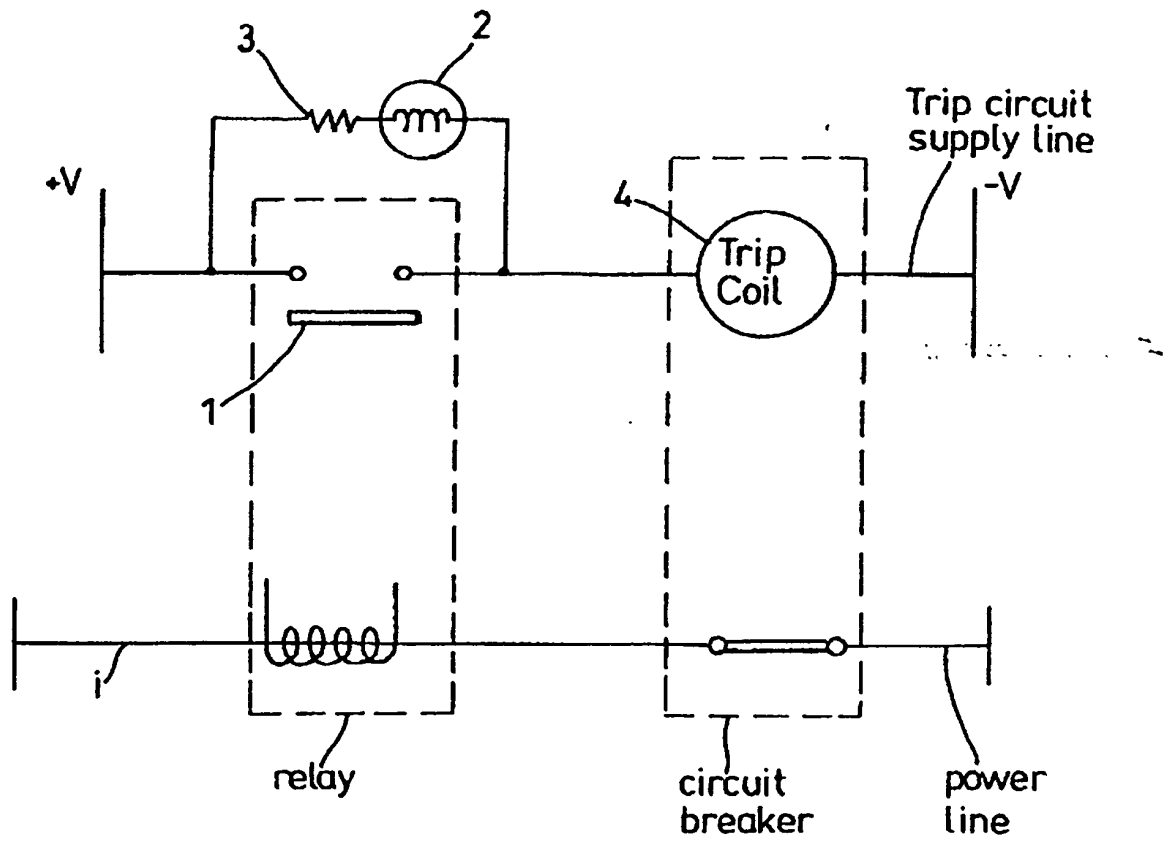 2
3
Trip circuit
supply line
+V
-V
4
Trip
Coil
1
i
relay
circuit
breaker
power
line